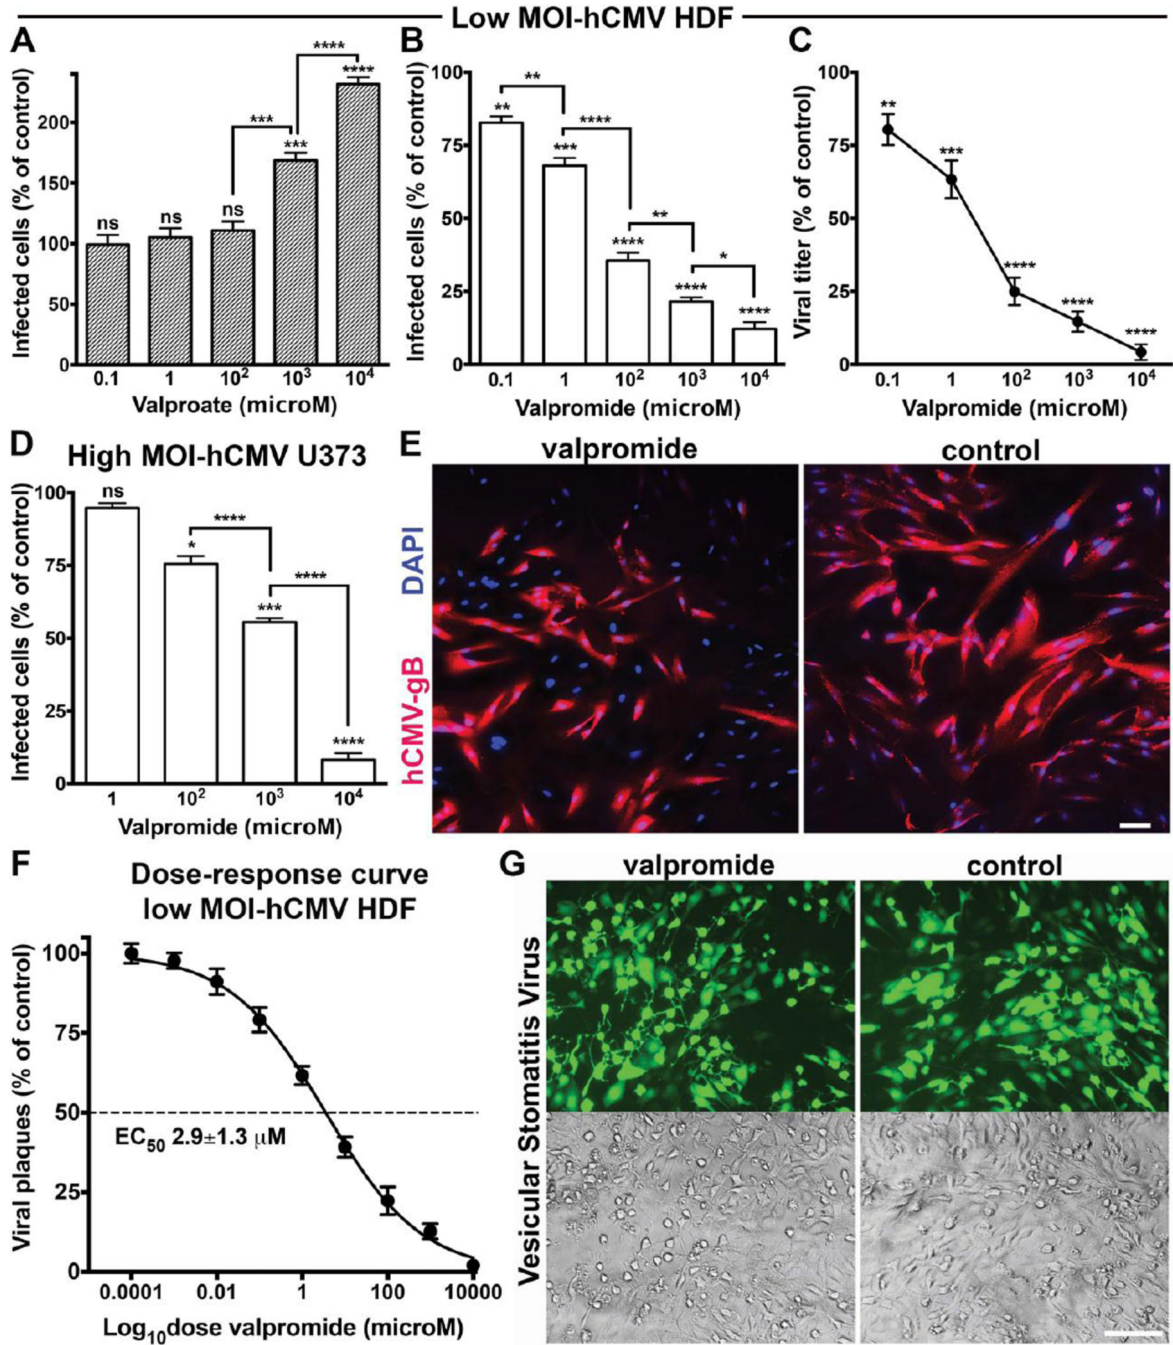 Low MOI-hCMV HDF
A
Infected cells (% of control)
200
150
100
50
0
ns
ns
ns
***
****
***
****
0.1 1 10² 10³ 10⁴
Valproate (microM)
B
Infected cells (% of control)
100
75
50
25
0
**
***
****
****
****
**
****
**
*
0.1 1 10² 10³ 10⁴
Valpromide (microM)
C
Viral titer (% of control)
100
75
50
25
0
**
***
****
****
****
0.1 1 10² 10³ 10⁴
Valpromide (microM)
D
High MOI-hCMV U373
Infected cells (% of control)
100
75
50
25
0
ns
*
***
****
****
****
1 10² 10³ 10⁴
Valpromide (microM)
E
valpromide
control
hCMV-gB DAPI
F
Dose-response curve
low MOI-hCMV HDF
Viral plaques (% of control)
100
75
50
25
0
EC₅₀ 2.9±1.3 μM
0.0001 0.01 1 100 10000
Log₁₀dose valpromide (microM)
G
valpromide
control
Vesicular Stomatitis Virus